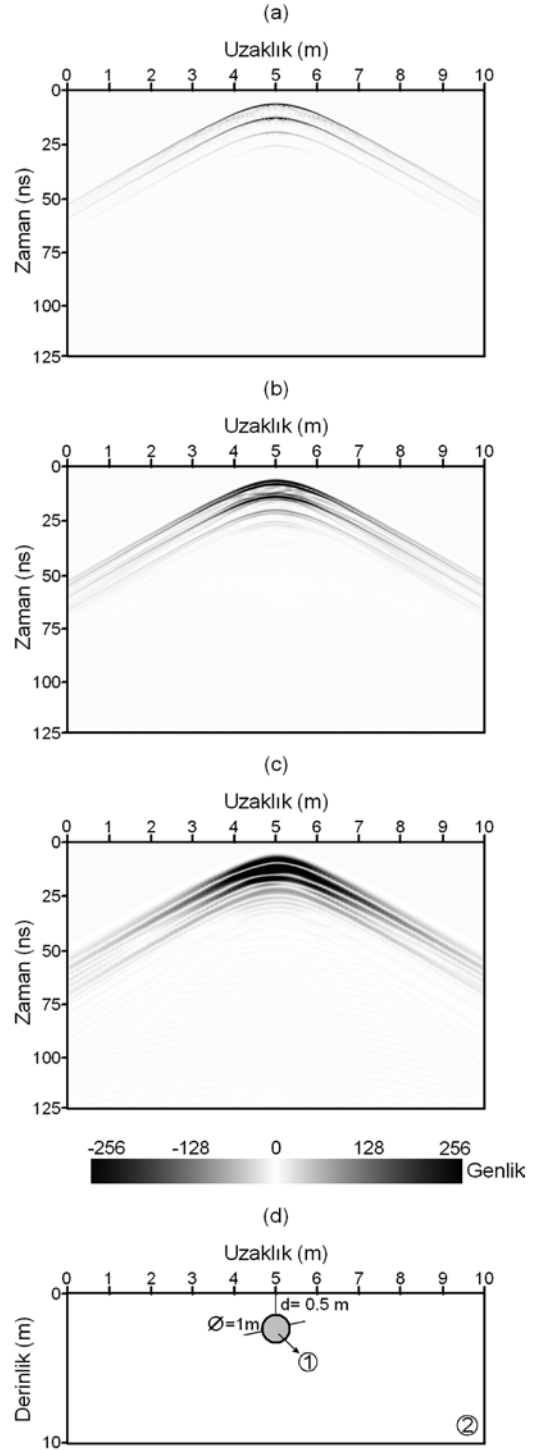 (a)
Uzaklık (m)
0 1 2 3 4 5 6 7 8 9 10
Zaman (ns)
0
25
50
75
100
125
(b)
Uzaklık (m)
0 1 2 3 4 5 6 7 8 9 10
Zaman (ns)
0
25
50
75
100
125
(c)
Uzaklık (m)
0 1 2 3 4 5 6 7 8 9 10
Zaman (ns)
0
25
50
75
100
125
-256 -128 0 128 256
Genlik
(d)
Uzaklık (m)
0 1 2 3 4 5 6 7 8 9 10
Derinlik (m)
0
d= 0.5 m
Ø=1m
①
②
10